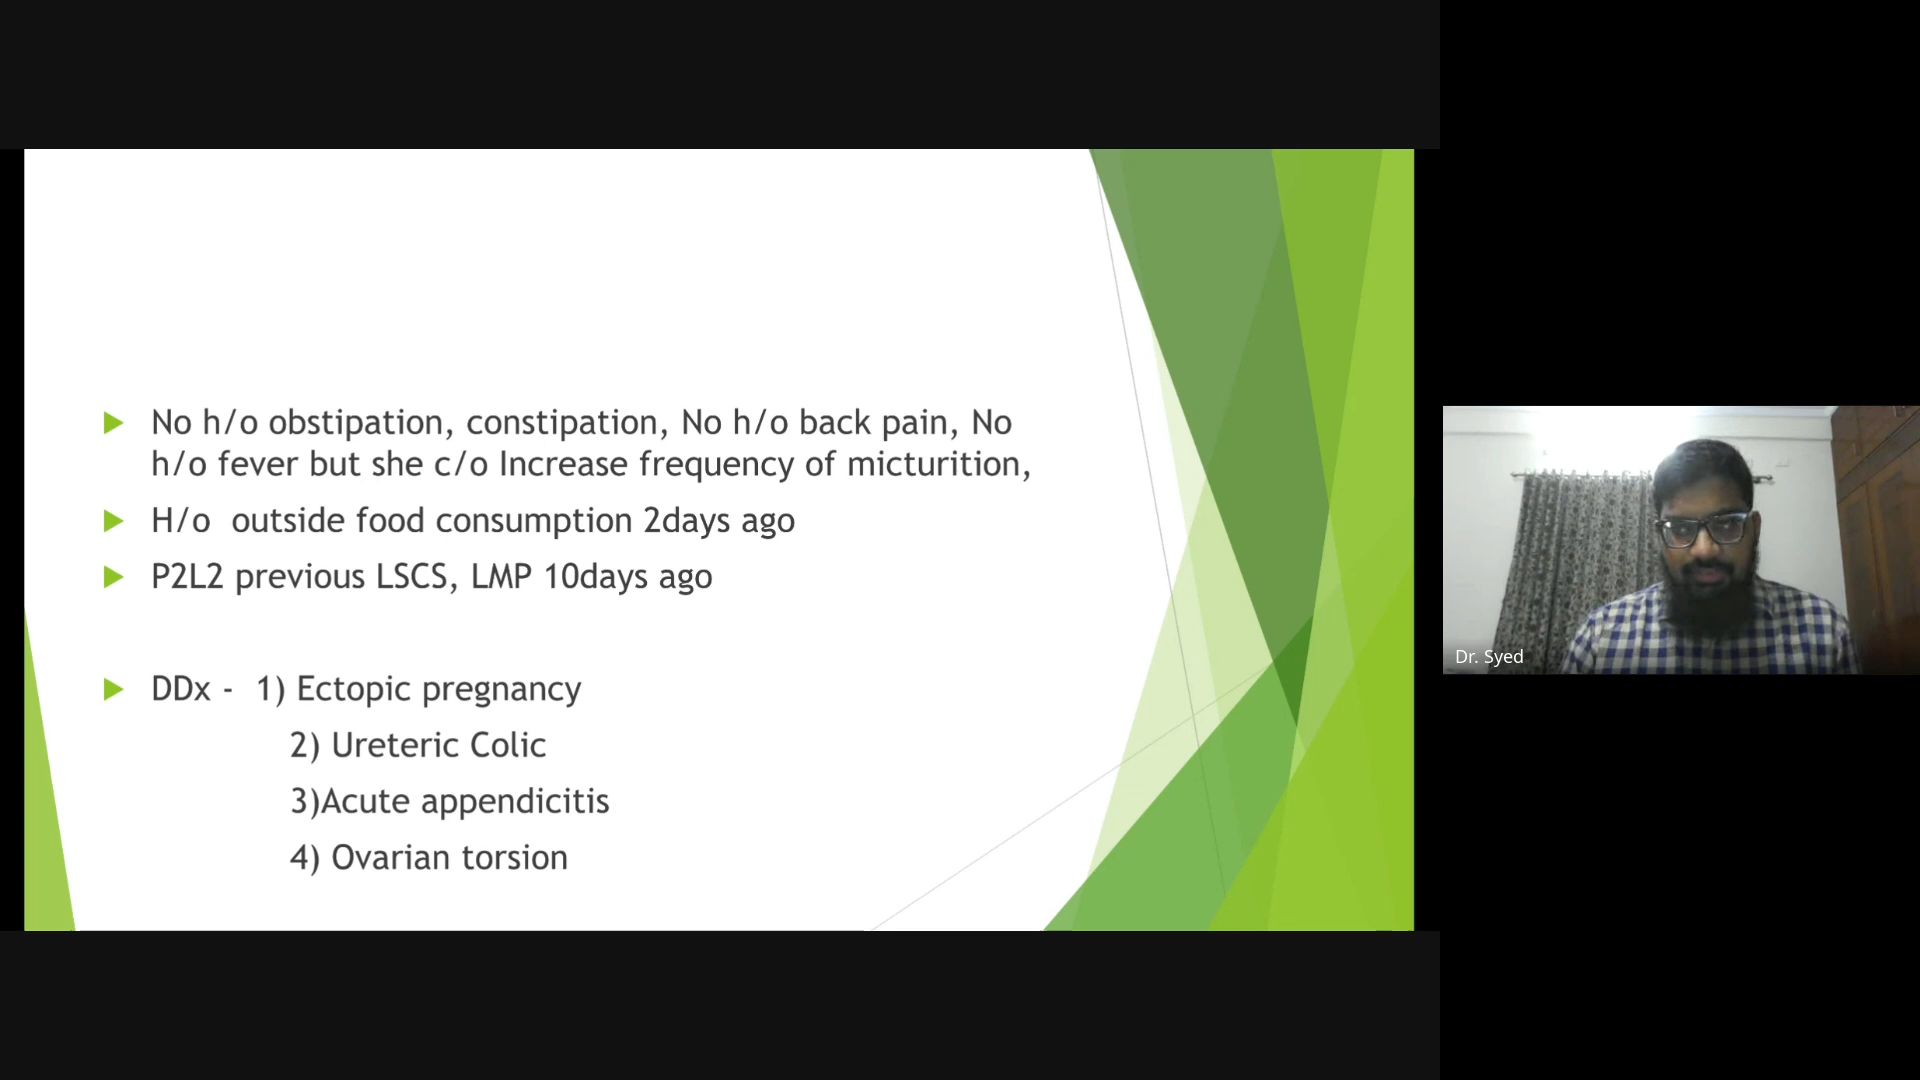 No h/o obstipation, constipation, No h/o back pain, No
h/o fever but she c/o Increase frequency of micturition,
H/o outside food consumption 2days ago
P2L2 previous LSCS, LMP 10days ago
DDx - 1) Ectopic pregnancy
2) Ureteric Colic
3)Acute appendicitis
4) Ovarian torsion
Dr. Syed